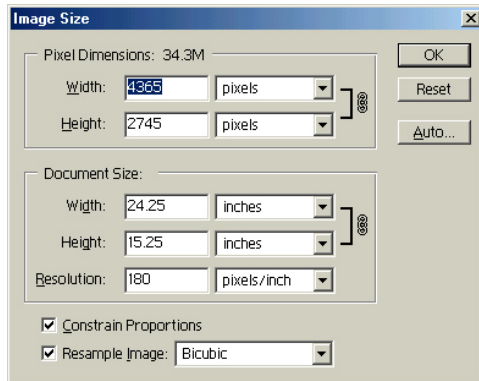 Image Size
Pixel Dimensions: 34.3M
OK
Width: 4365 pixels
Reset
Height: 2745 pixels
Auto...
Document Size:
Width: 24.25 inches
Height: 15.25 inches
Resolution: 180 pixels/inch
Constrain Proportions
Resample Image: Bicubic